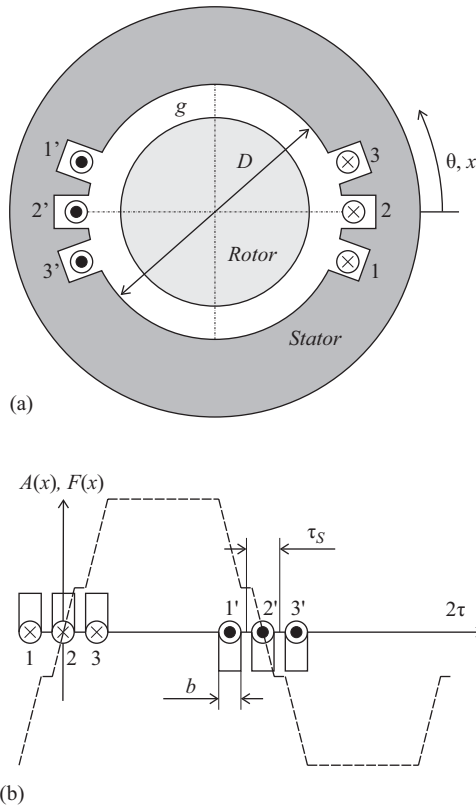 g
1'
3
D
θ, x
2'
2
3'
Rotor
1
Stator
(a)
A(x), F(x)
τS
1' 2' 3'
2τ
1 2 3
b
(b)